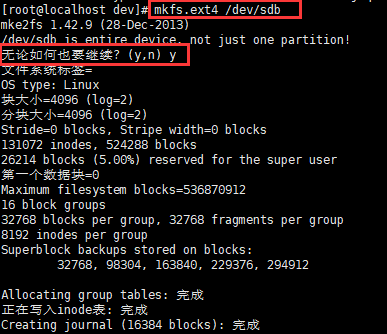 [root@localhost dev]# mkfs.ext4 /dev/sdb
mke2fs 1.42.9 (28-Dec-2013)
/dev/sdb is entire device, not just one partition!
无论如何也要继续? (y,n) y
文件系统标签=
OS type: Linux
块大小=4096 (log=2)
分块大小=4096 (log=2)
Stride=0 blocks, Stripe width=0 blocks
131072 inodes, 524288 blocks
26214 blocks (5.00%) reserved for the super user
第一个数据块=0
Maximum filesystem blocks=536870912
16 block groups
32768 blocks per group, 32768 fragments per group
8192 inodes per group
Superblock backups stored on blocks:
32768, 98304, 163840, 229376, 294912
Allocating group tables: 完成
正在写入inode表: 完成
Creating journal (16384 blocks): 完成